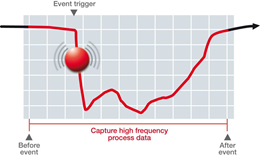 Event trigger
Capture high frequency
process data
Before
event
After
event